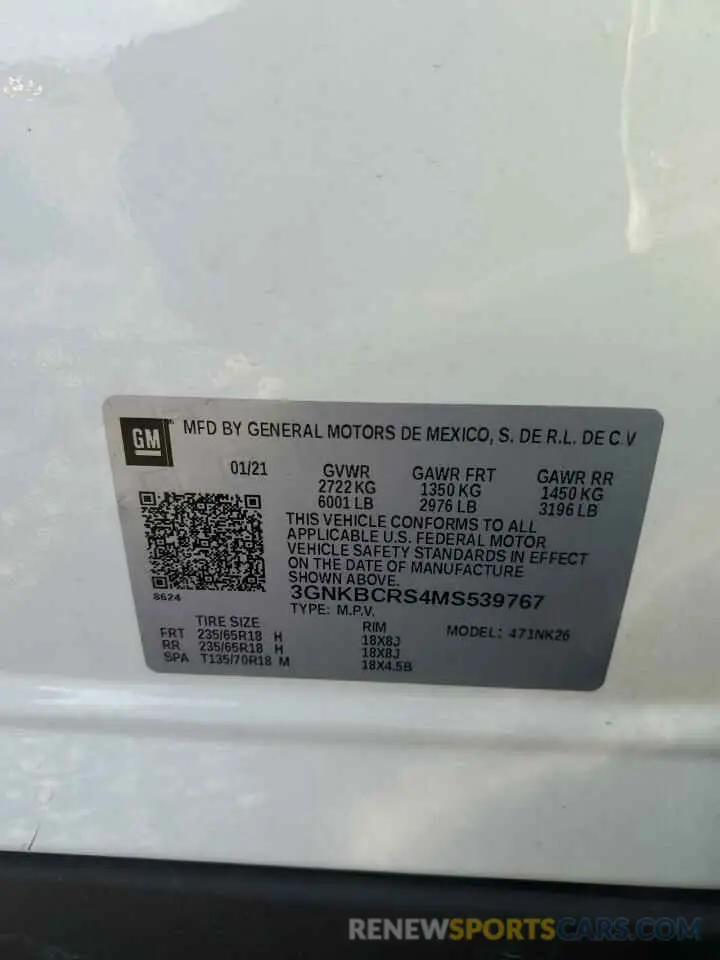 GM MFD BY GENERAL MOTORS DE MEXICO, S. DE R.L. DE C.V
01/21 GVWR GAWR FRT GAWR RR
2722 KG 1350 KG 1450 KG
6001 LB 2976 LB 3196 LB
THIS VEHICLE CONFORMS TO ALL
APPLICABLE U.S. FEDERAL MOTOR
VEHICLE SAFETY STANDARDS IN EFFECT
ON THE DATE OF MANUFACTURE
SHOWN ABOVE.
8624 3GNKBCRS4MS539767
TYPE: M.P.V.
TIRE SIZE RIM MODEL: 471NK26
FRT 235/65R18 H 18X8J
RR 235/65R18 H 18X8J
SPA T135/70R18 M 18X4.5B
RENEWSPORTSCARS.COM